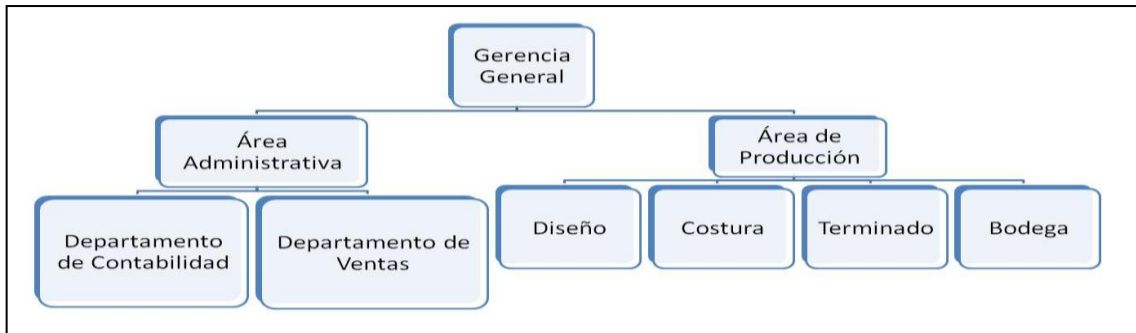 Gerencia
General
Área
Administrativa
Área de
Producción
Departamento
de Contabilidad
Departamento de
Ventas
Diseño
Costura
Terminado
Bodega